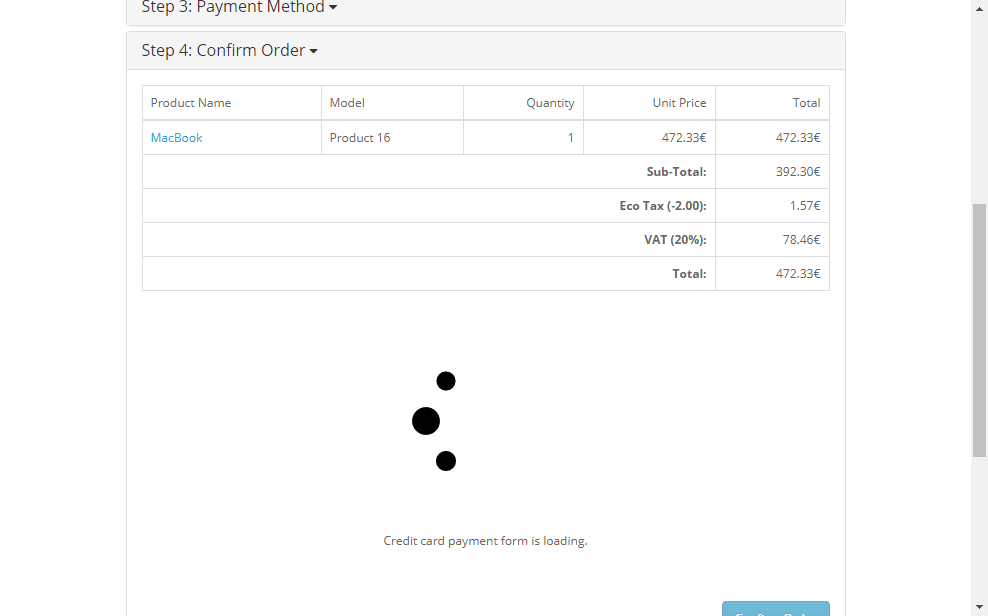 Step 3: Payment Method
Step 4: Confirm Order
Product Name Model Quantity Unit Price Total
MacBook Product 16 1 472.33€ 472.33€
Sub-Total: 392.30€
Eco Tax (-2.00): 1.57€
VAT (20%): 78.46€
Total: 472.33€
Credit card payment form is loading.